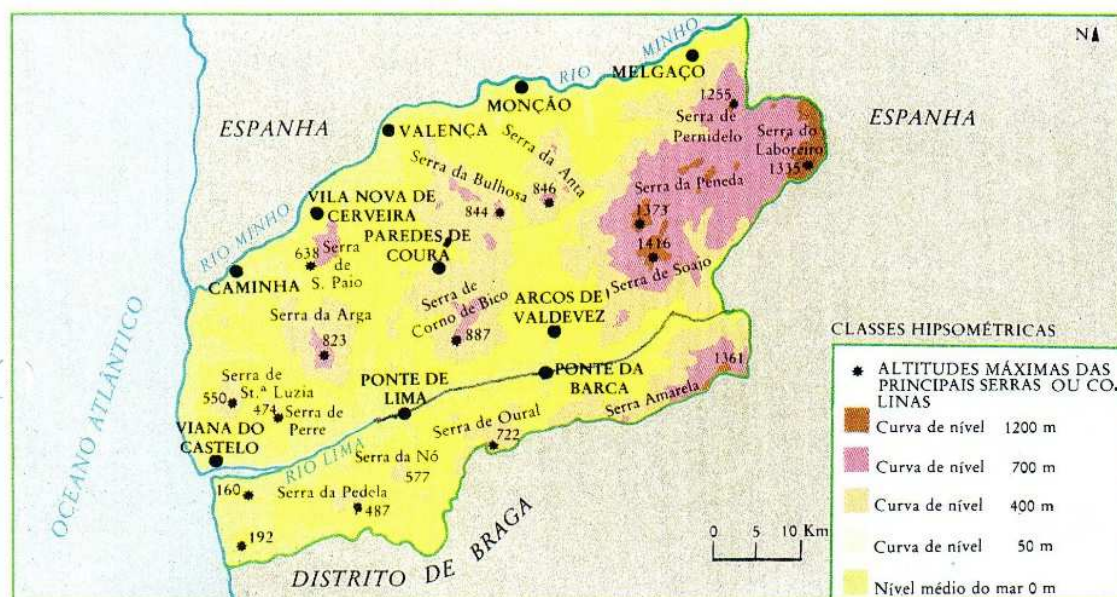 N
RIO MINHO
MELGAÇO
MONÇÃO
ESPANHA
ESPANHA
VALENÇA
1255
Serra de
Pernidelo
Serra do
Laboreiro
1335
Serra da Anta
Serra da Bulhosa
846
844
Serra da Peneda
1373
1416
Serra de Soajo
VILA NOVA DE
CERVEIRA
RIO MINHO
PAREDES DE
COURA
638
Serra
de
S. Paio
CAMINHA
Serra de
Corno de Bico
887
ARCOS DE
VALDEVEZ
Serra da Arga
823
OCEANO ATLÂNTICO
PONTE DE
LIMA
PONTE DA
BARCA
1361
Serra Amarela
Serra de
St.ª Luzia
550
474
Serra de
Perre
VIANA DO
CASTELO
RIO LIMA
Serra de Oural
722
Serra da Nó
577
160
Serra da Pedela
487
192
DISTRITO DE BRAGA
0 5 10 Km
CLASSES HIPSOMÉTRICAS
ALTITUDES MÁXIMAS DAS
PRINCIPAIS SERRAS OU CO.
LINAS
Curva de nível 1200 m
Curva de nível 700 m
Curva de nível 400 m
Curva de nível 50 m
Nível médio do mar 0 m